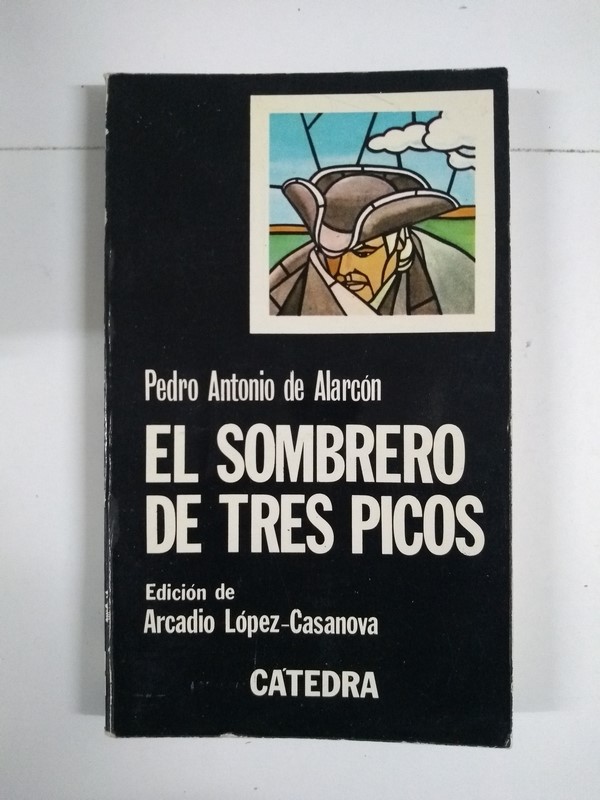 Pedro Antonio de Alarcón
EL SOMBRERO
DE TRES PICOS
Edición de
Arcadio López-Casanova
CÁTEDRA